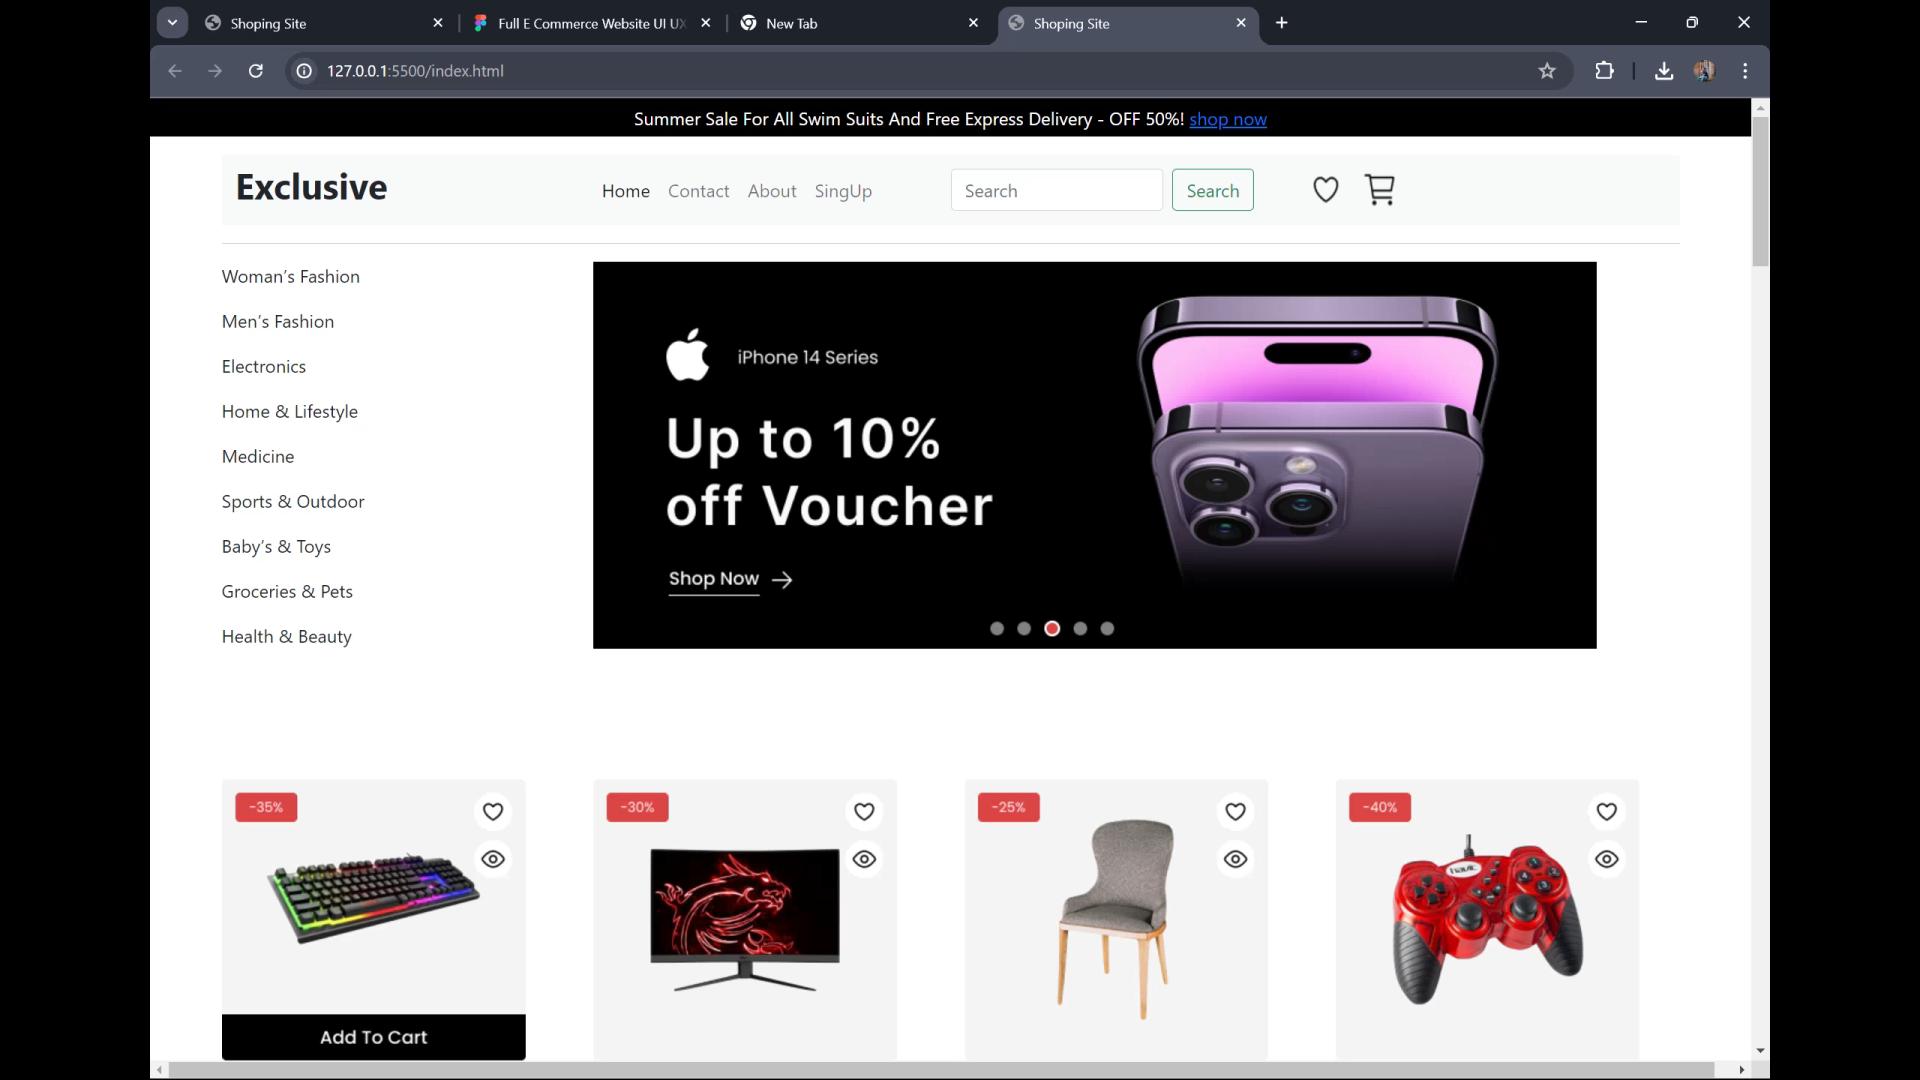 Shoping Site
Full E Commerce Website UI UX
New Tab
Shoping Site
127.0.0.1:5500/index.html
Summer Sale For All Swim Suits And Free Express Delivery - OFF 50%! shop now
Exclusive
Home Contact About SingUp
Search
Search
Woman’s Fashion
Men’s Fashion
Electronics
Home & Lifestyle
Medicine
Sports & Outdoor
Baby’s & Toys
Groceries & Pets
Health & Beauty
iPhone 14 Series
Up to 10%
off Voucher
Shop Now
-35%
-30%
-25%
-40%
havit
Add To Cart